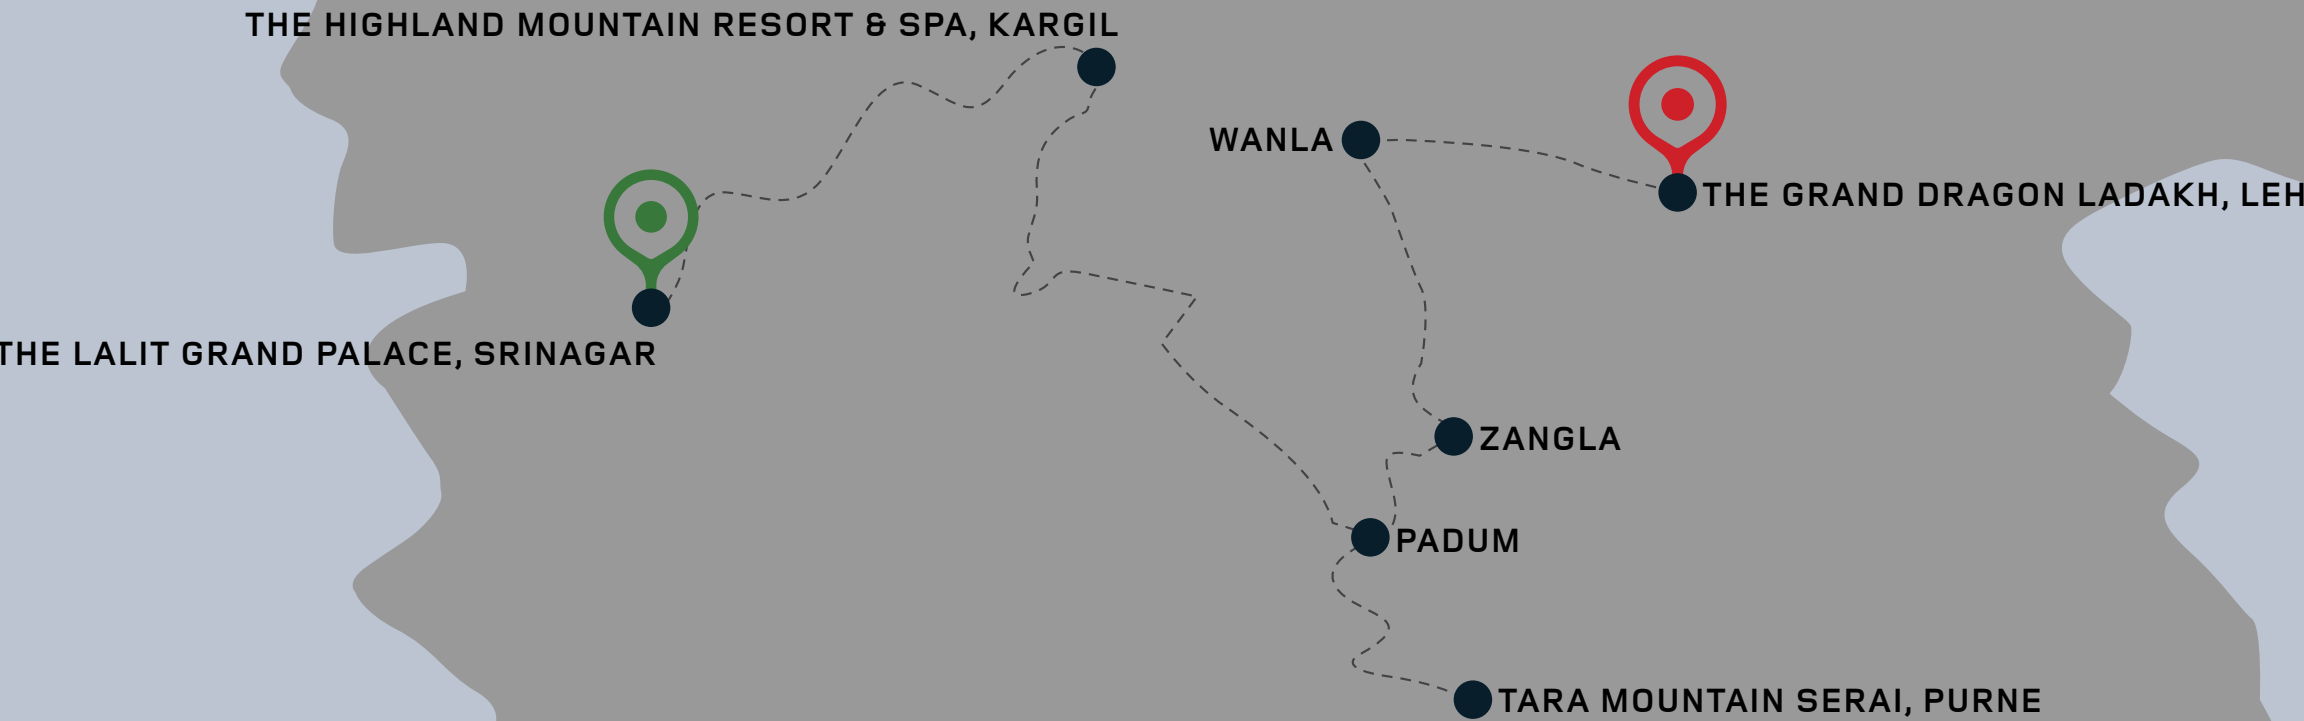 THE HIGHLAND MOUNTAIN RESORT & SPA, KARGIL
WANLA
THE GRAND DRAGON LADAKH, LEH
THE LALIT GRAND PALACE, SRINAGAR
ZANGLA
PADUM
TARA MOUNTAIN SERAI, PURNE